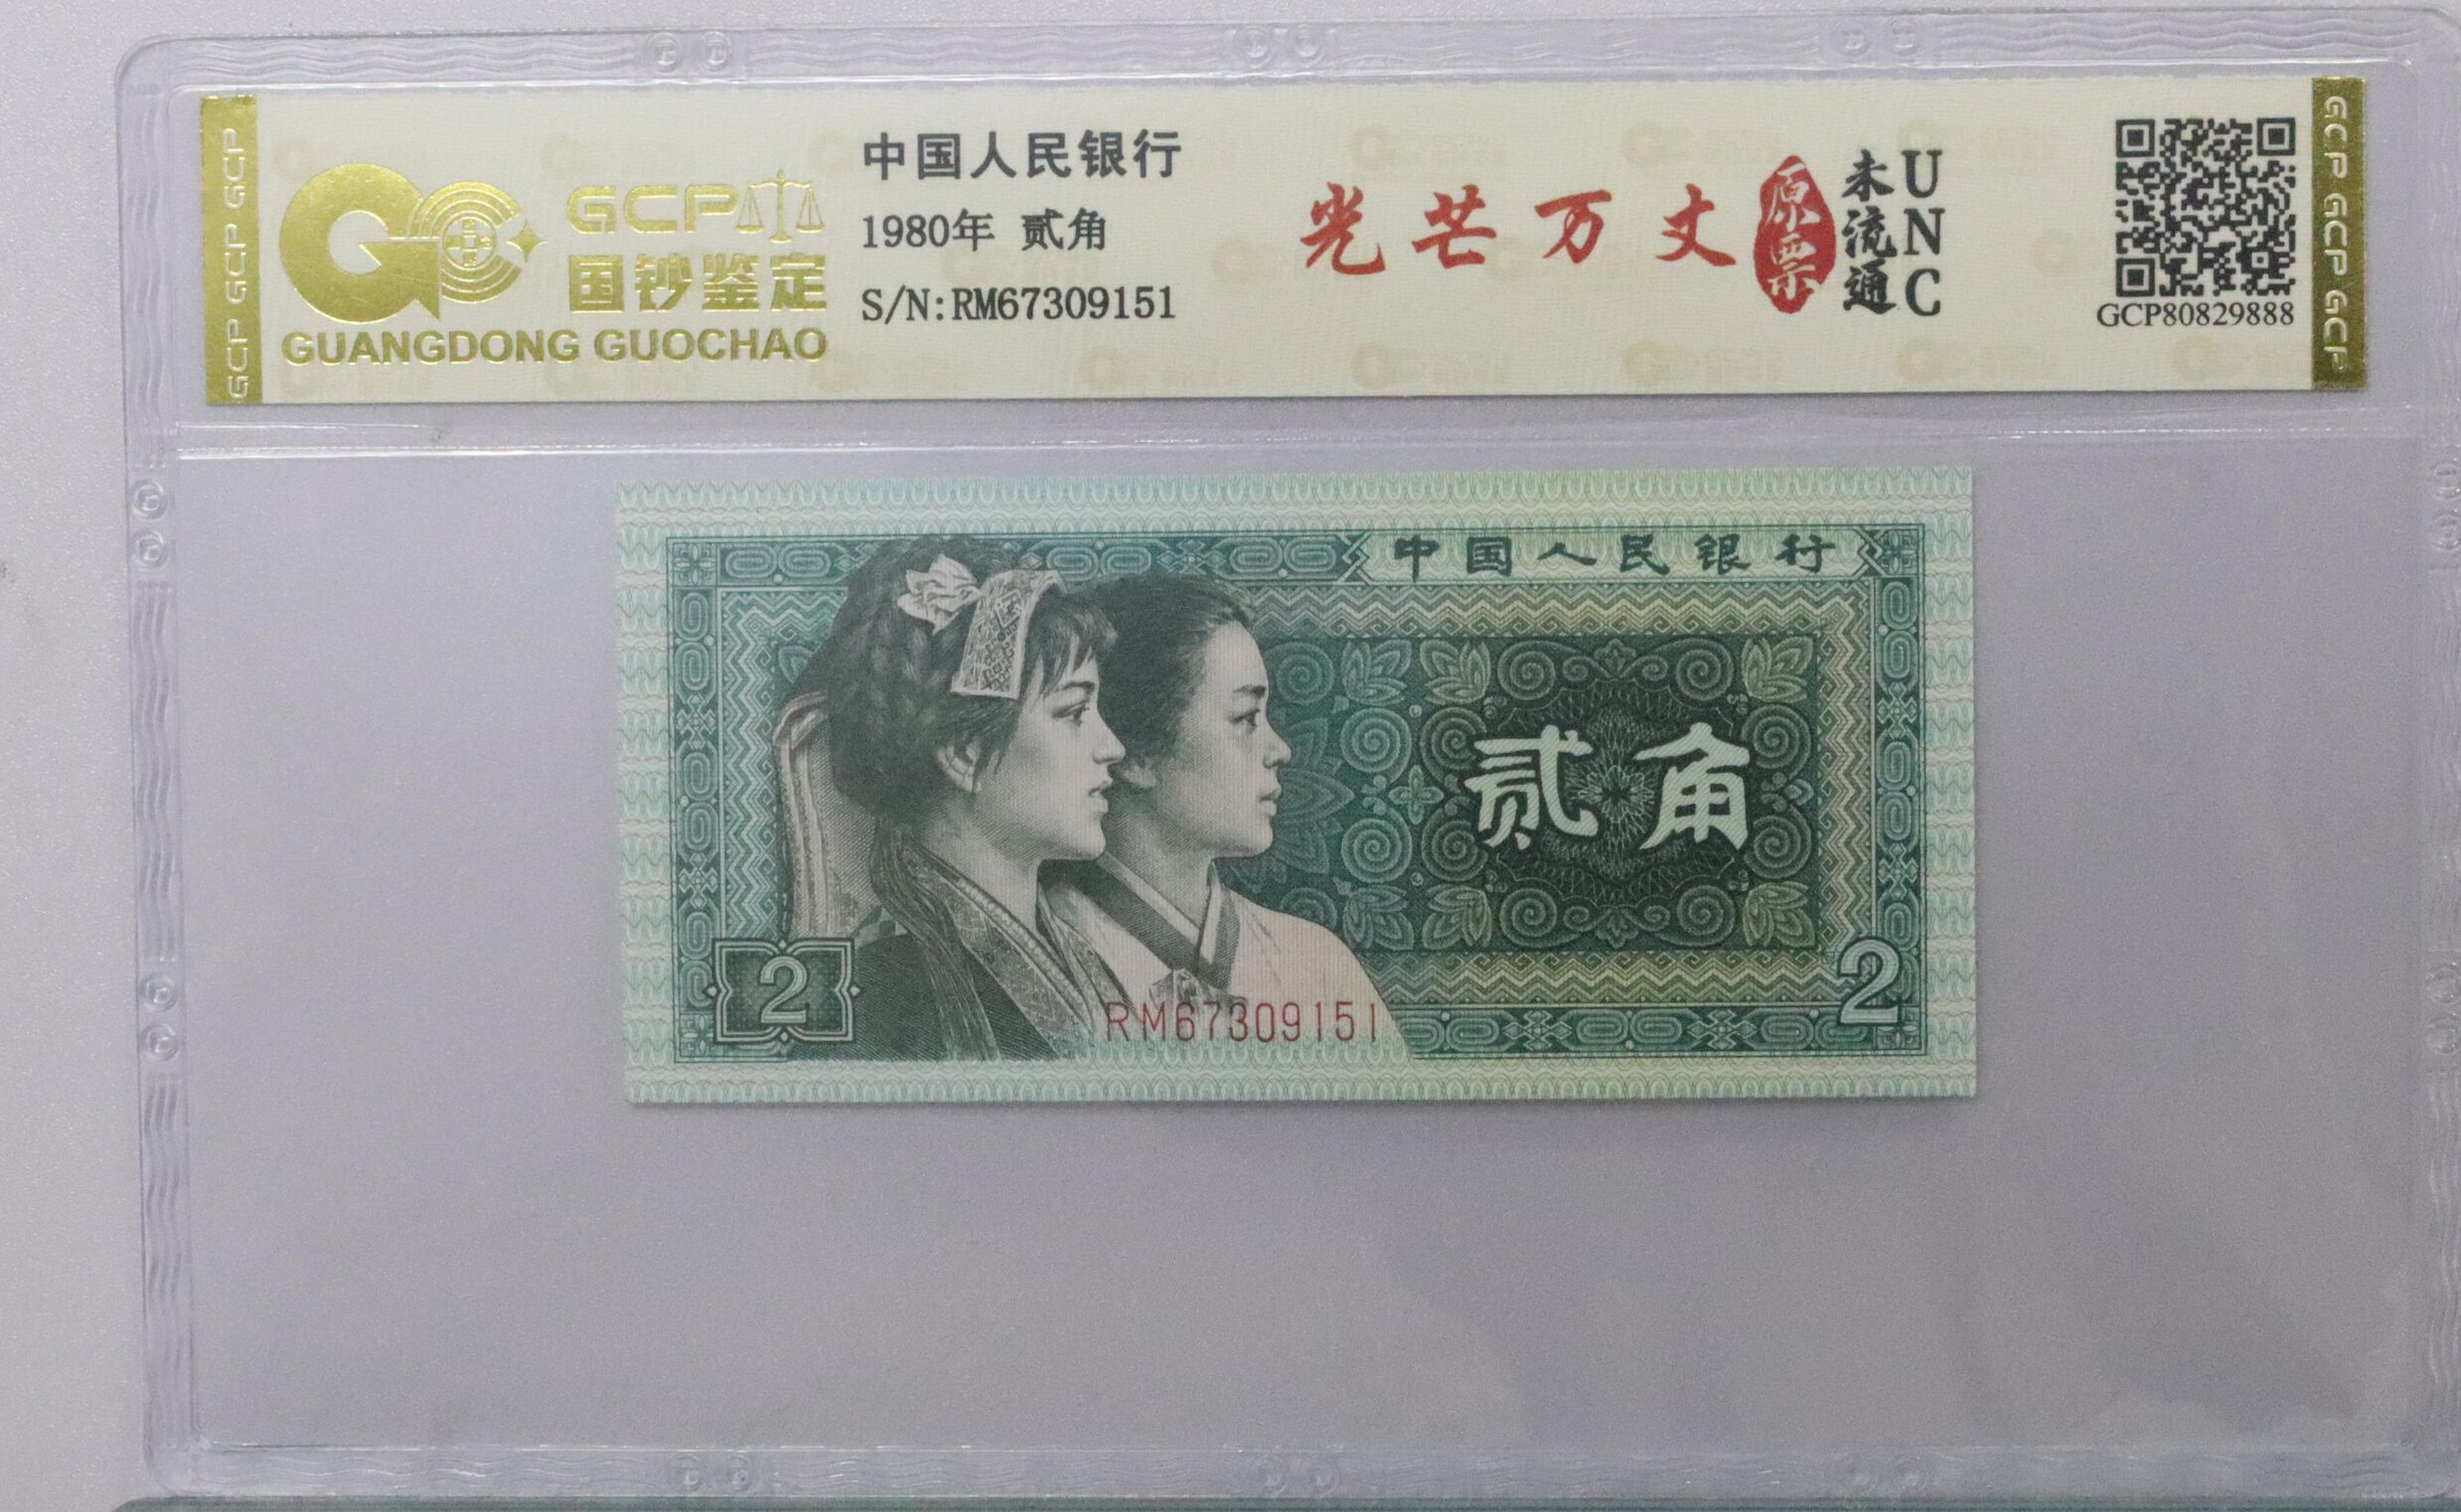 GCP GCP GCP
GCP
国钞鉴定
GUANGDONG GUOCHAO
中国人民银行
1980年 贰角
S/N:RM67309151
光芒万丈
原票
未流通
UNC
GCP80829888
GCP GCP GCP
中国人民银行
贰角
2
RM67309151
2